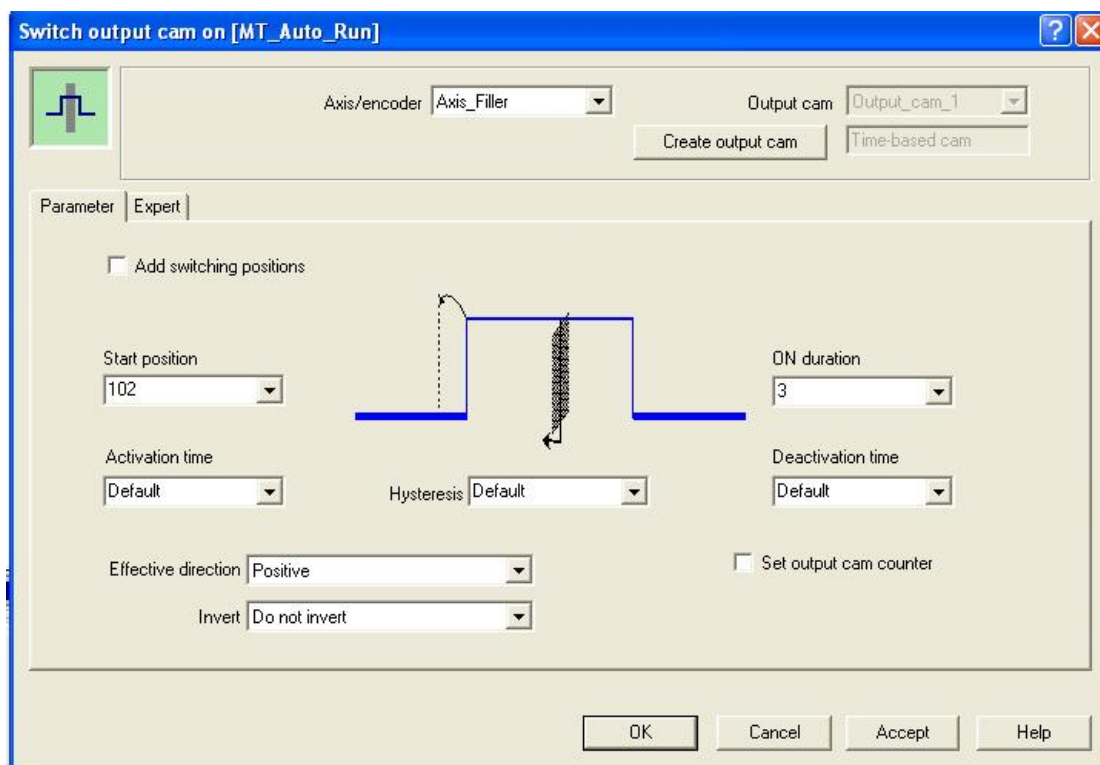 Switch output cam on [MT_Auto_Run]
Axis/encoder Axis_Filler Output cam Output_cam_1
Create output cam Time-based cam
Parameter Expert
Add switching positions
Start position ON duration
102 3
Activation time Deactivation time
Default Hysteresis Default Default
Effective direction Positive Set output cam counter
Invert Do not invert
OK Cancel Accept Help